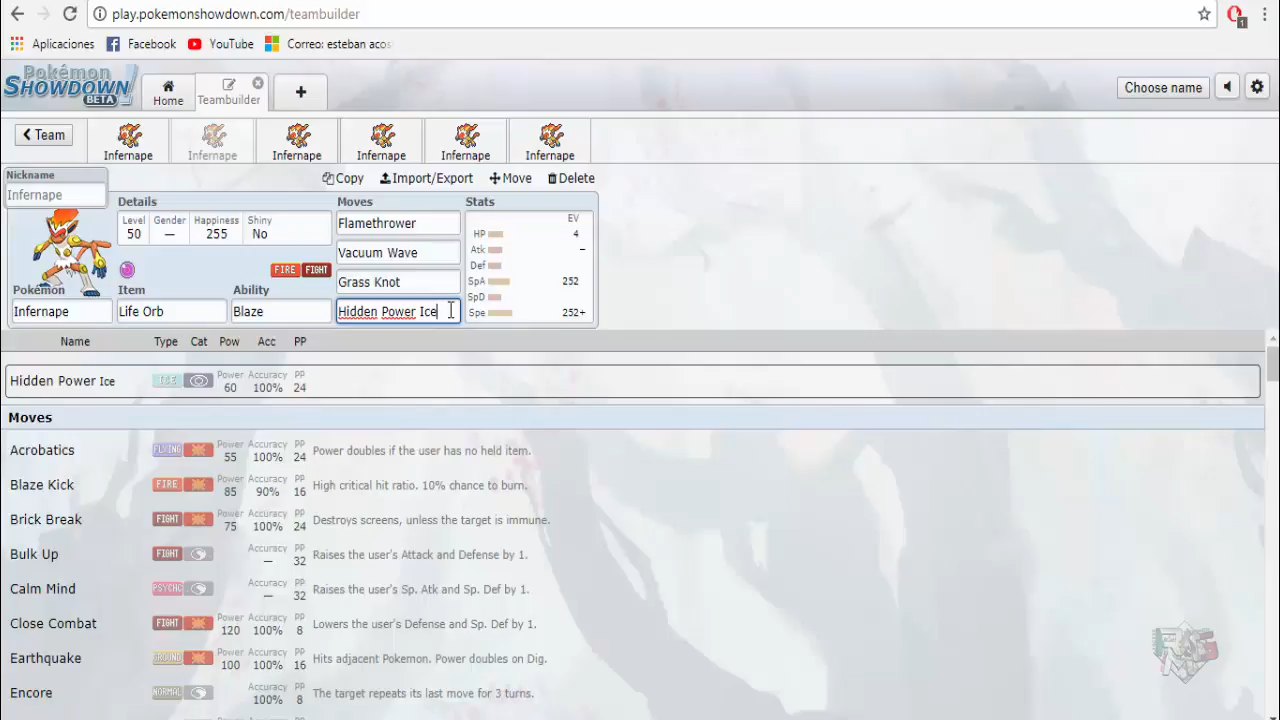 play.pokemonshowdown.com/teambuilder
1
Aplicaciones Facebook YouTube Correo: esteban acos
Pokémon SHOWDOWN BETA
Home Teambuilder + Choose name
Team Infernape Infernape Infernape Infernape Infernape Infernape
Nickname Copy Import/Export Move Delete
Infernape
Details Moves Stats
Level Gender Happiness Shiny
50 — 255 No
Flamethrower
EV
HP 4
Vacuum Wave
Atk –
Def
FIRE FIGHT
Grass Knot
SpA 252
SpD
Pokémon Item Ability
Infernape Life Orb Blaze Hidden Power Ice
Spe 252+
Name Type Cat Pow Acc PP
Hidden Power Ice ICE Power 60 Accuracy 100% PP 24
Moves
Acrobatics FLYING Power 55 Accuracy 100% PP 24 Power doubles if the user has no held item.
Blaze Kick FIRE Power 85 Accuracy 90% PP 16 High critical hit ratio. 10% chance to burn.
Brick Break FIGHT Power 75 Accuracy 100% PP 24 Destroys screens, unless the target is immune.
Bulk Up FIGHT Accuracy — PP 32 Raises the user's Attack and Defense by 1.
Calm Mind PSYCHC Accuracy — PP 32 Raises the user's Sp. Atk and Sp. Def by 1.
Close Combat FIGHT Power 120 Accuracy 100% PP 8 Lowers the user's Defense and Sp. Def by 1.
Earthquake GROUND Power 100 Accuracy 100% PP 16 Hits adjacent Pokemon. Power doubles on Dig.
Encore NORMAL Accuracy 100% PP 8 The target repeats its last move for 3 turns.